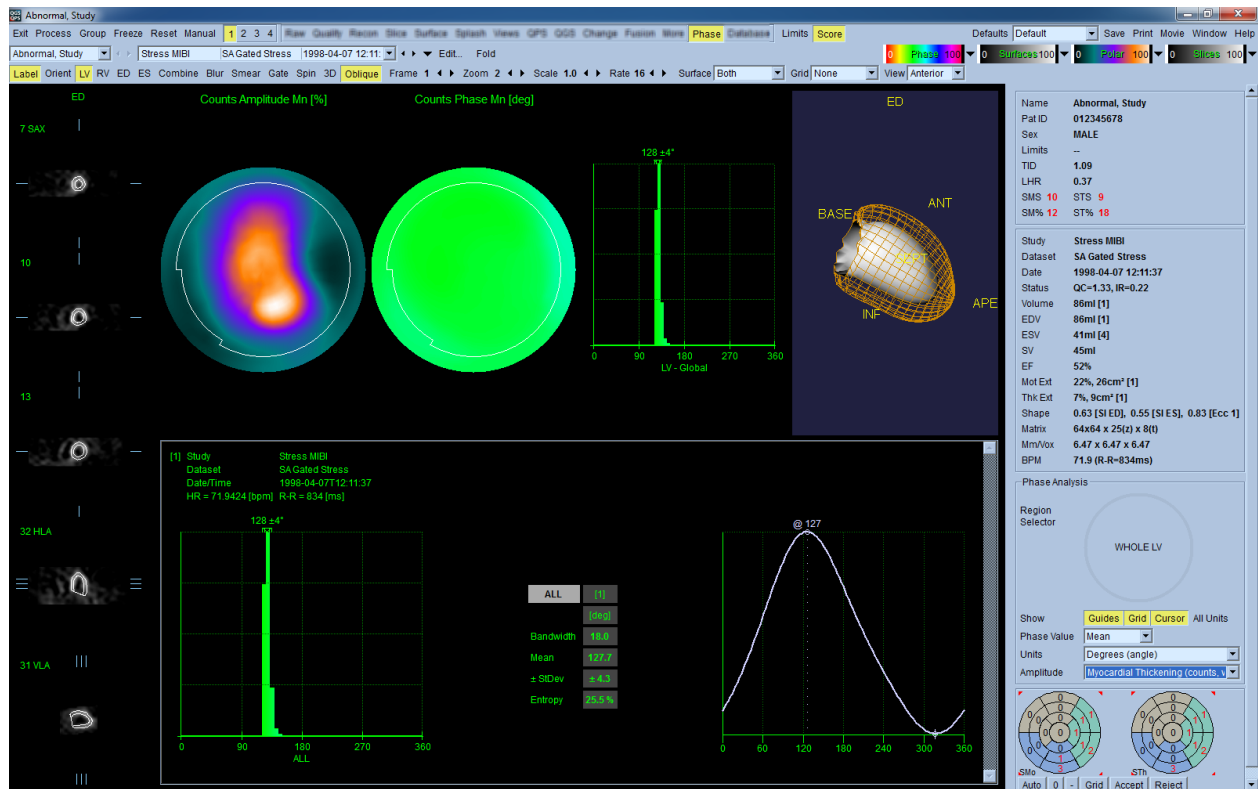 QGS QPS Abnormal, Study
Exit Process Group Freeze Reset Manual 1 2 3 4 Raw Quality Recon Slice Surface Splash Views QPS QGS Change Fusion More Phase Database Limits Score Defaults Default Save Print Movie Window Help
Abnormal, Study Stress MIBI SA Gated Stress 1998-04-07 12:11: Edit... Fold 0 Phase 100 0 Surfaces 100 0 Polar 100 0 Slices 100
Label Orient LV RV ED ES Combine Blur Smear Gate Spin 3D Oblique Frame 1 Zoom 2 Scale 1.0 Rate 16 Surface Both Grid None View Anterior
ED
7 SAX
10
13
32 HLA
31 VLA
Counts Amplitude Mn [%]
Counts Phase Mn [deg]
128 ±4°
0 90 180 270 360
LV - Global
ED
BASE
ANT
SEPT
INF
APE
[1] Study Stress MIBI
Dataset SA Gated Stress
Date/Time 1998-04-07T12:11:37
HR = 71.9424 [bpm] R-R = 834 [ms]
128 ±4°
0 90 180 270 360
ALL
ALL [1]
[deg]
Bandwidth 18.0
Mean 127.7
± StDev ± 4.3
Entropy 25.5 %
@ 127
0 60 120 180 240 300 360
Name Abnormal, Study
Pat ID 012345678
Sex MALE
Limits --
TID 1.09
LHR 0.37
SMS 10 STS 9
SM% 12 ST% 18
Study Stress MIBI
Dataset SA Gated Stress
Date 1998-04-07 12:11:37
Status QC=1.33, IR=0.22
Volume 86ml [1]
EDV 86ml [1]
ESV 41ml [4]
SV 45ml
EF 52%
Mot Ext 22%, 26cm² [1]
Thk Ext 7%, 9cm² [1]
Shape 0.63 [SI ED], 0.55 [SI ES], 0.83 [Ecc 1]
Matrix 64x64 x 25(z) x 8(t)
Mm/Vox 6.47 x 6.47 x 6.47
BPM 71.9 (R-R=834ms)
Phase Analysis
Region
Selector
WHOLE LV
Show Guides Grid Cursor All Units
Phase Value Mean
Units Degrees (angle)
Amplitude Myocardial Thickening (counts, v
SMo STh
Auto 0 - Grid Accept Reject